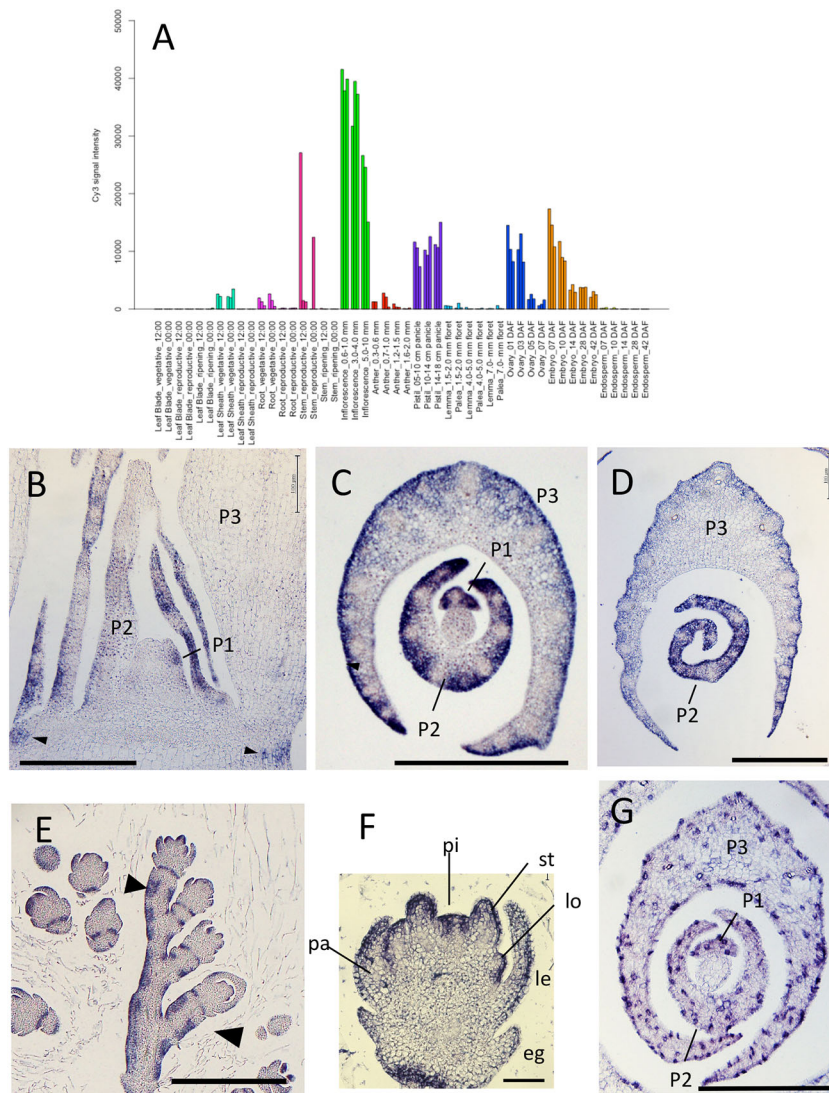 A
50000
40000
30000
20000
10000
0
Cy3 signal intensity
Leaf Blade_vegetative_12:00
Leaf Blade_vegetative_00:00
Leaf Blade_reproductive_12:00
Leaf Blade_reproductive_00:00
Leaf Blade_ripening_12:00
Leaf Blade_ripening_00:00
Leaf Sheath_vegetative_12:00
Leaf Sheath_vegetative_00:00
Leaf Sheath_reproductive_12:00
Leaf Sheath_reproductive_00:00
Root_vegetative_12:00
Root_vegetative_00:00
Root_reproductive_12:00
Root_reproductive_00:00
Stem_reproductive_12:00
Stem_reproductive_00:00
Stem_ripening_12:00
Stem_ripening_00:00
Inflorescence_0.6-1.0 mm
Inflorescence_3.0-4.0 mm
Inflorescence_5.0-10 mm
Anther_0.3-0.6 mm
Anther_0.7-1.0 mm
Anther_1.2-1.5 mm
Anther_1.6-2.0 mm
Pistil_05-10 cm panicle
Pistil_10-14 cm panicle
Pistil_14-18 cm panicle
Lemma_1.5-2.0 mm floret
Palea_1.5-2.0 mm floret
Lemma_4.0-5.0 mm floret
Palea_4.0-5.0 mm floret
Lemma_7.0- mm floret
Palea_7.0- mm floret
Ovary_01 DAF
Ovary_03 DAF
Ovary_05 DAF
Ovary_07 DAF
Embryo_07 DAF
Embryo_10 DAF
Embryo_14 DAF
Embryo_28 DAF
Embryo_42 DAF
Endosperm_07 DAF
Endosperm_10 DAF
Endosperm_14 DAF
Endosperm_28 DAF
Endosperm_42 DAF
B
P3
P2
P1
C
P3
P1
P2
D
P3
P2
E
F
pi
st
lo
pa
le
eg
G
P3
P1
P2